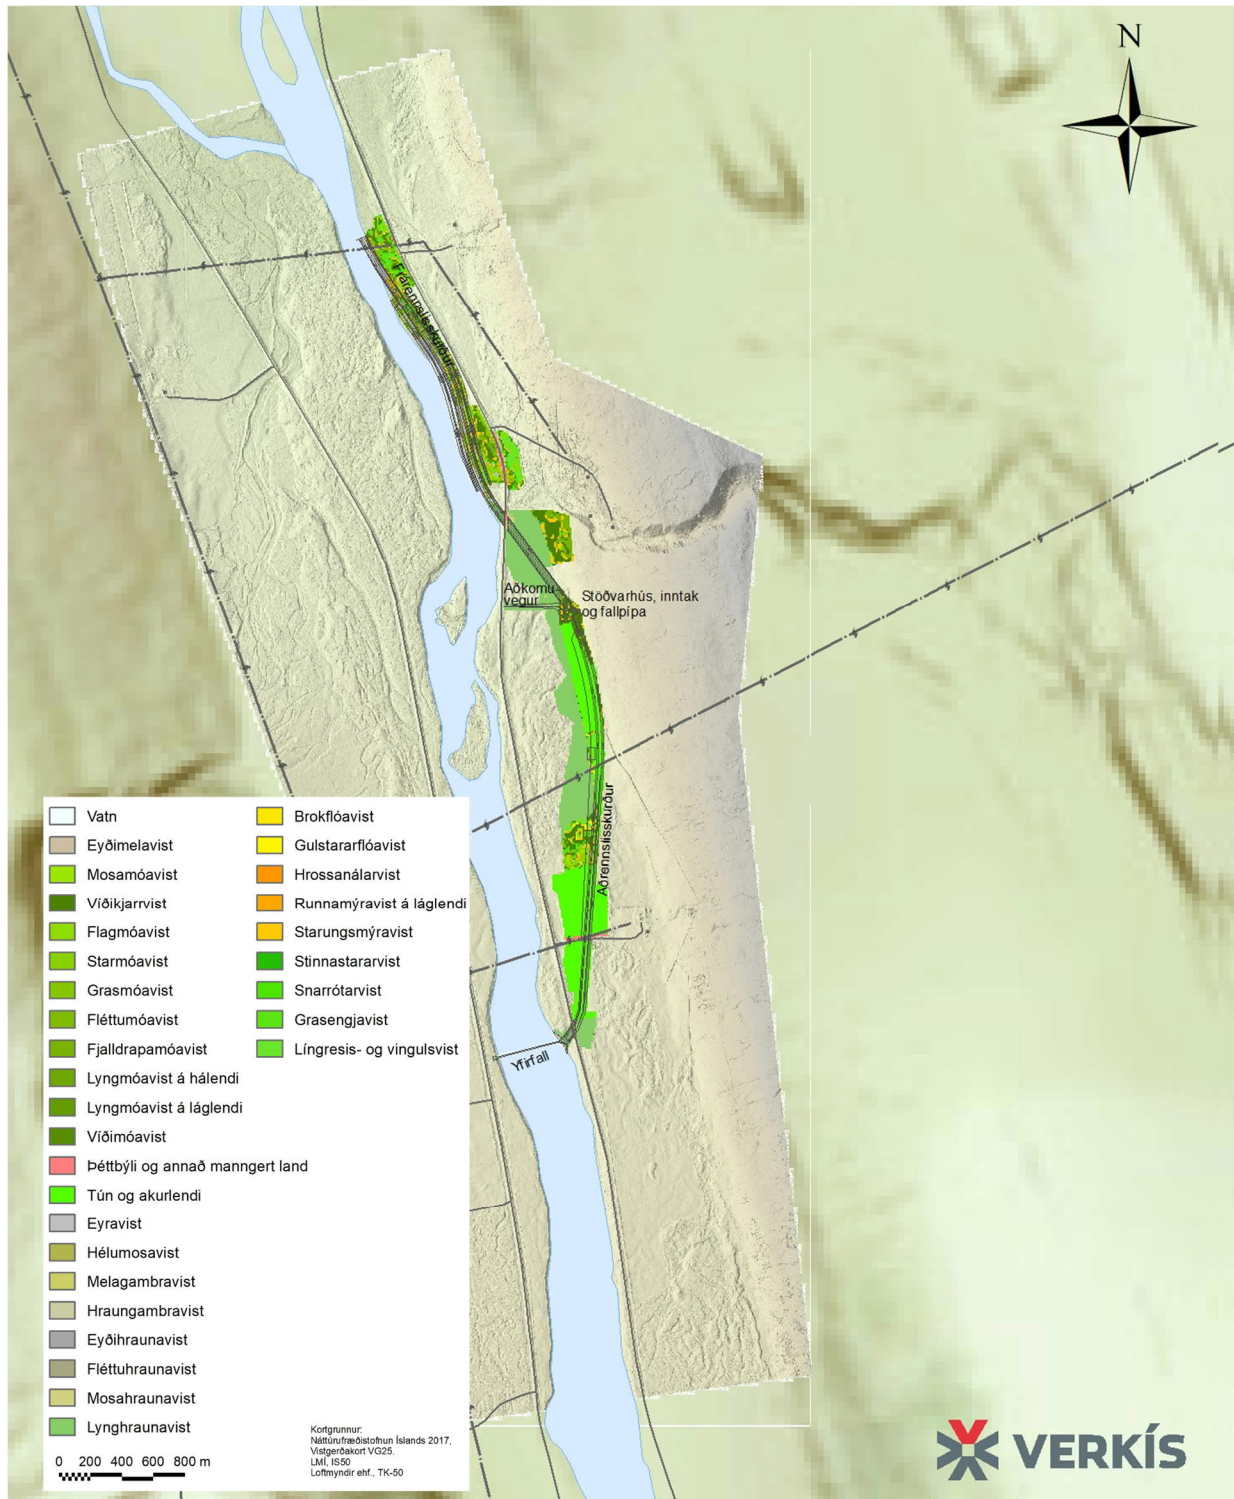 N
Frárennslisskurður
Aðkomu-
vegur
Stöðvarhús, inntak
og fallpípa
Aðrennslisskurður
Yfirfall
Vatn
Eyðimelavist
Mosamóavist
Víðikjarrvist
Flagmóavist
Starmóavist
Grasmóavist
Fléttumóavist
Fjalldrapamóavist
Lyngmóavist á hálendi
Lyngmóavist á láglendi
Víðimóavist
Þéttbýli og annað manngert land
Tún og akurlendi
Eyravist
Hélumosavist
Melagambravist
Hraungambravist
Eyðihraunavist
Fléttuhraunavist
Mosahraunavist
Lynghraunavist
Brokflóavist
Gulstararflóavist
Hrossanálarvist
Runnamýravist á láglendi
Starungsmýravist
Stinnastararvist
Snarrótarvist
Grasengjavist
Língresis- og vingulsvist
0 200 400 600 800 m
Kortgrunnur:
Náttúrufræðistofnun Íslands 2017,
Vistgerðakort VG25.
LMÍ, IS50
Loftmyndir ehf., TK-50
VERKÍS